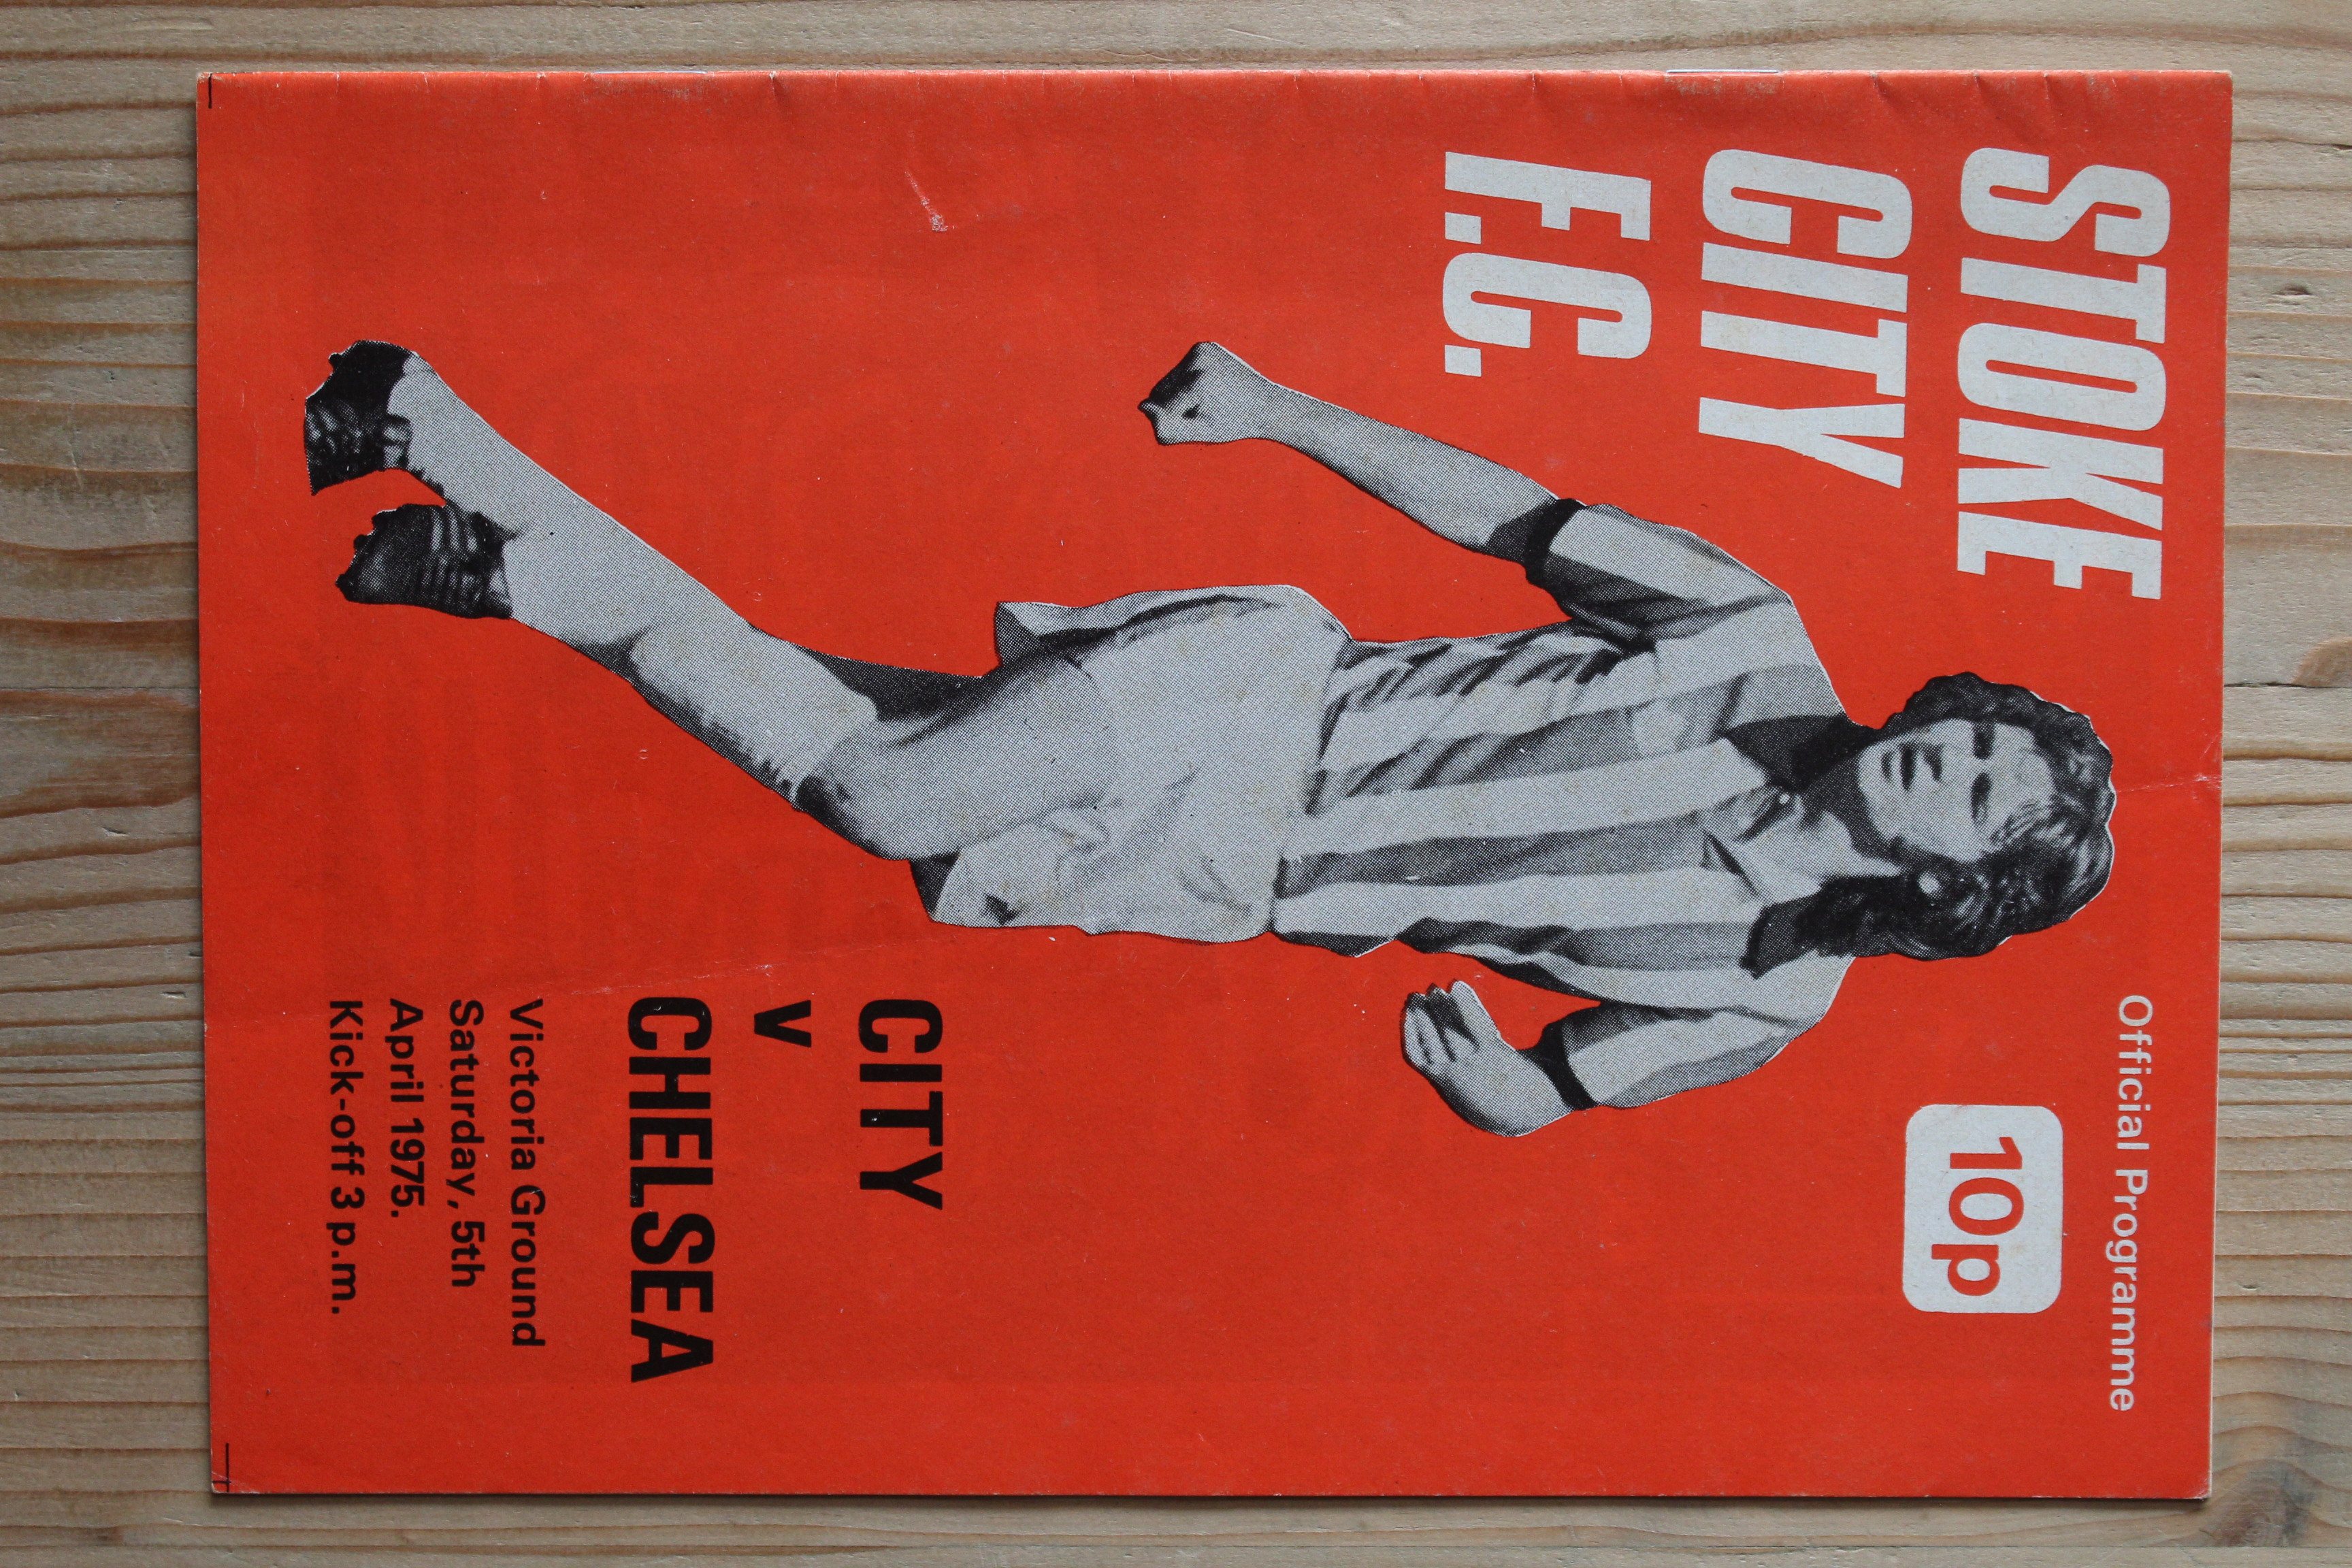 Official Programme
STOKE
CITY
F.C.
10p
CITY
v
CHELSEA
Victoria Ground
Saturday, 5th
April 1975.
Kick-off 3 p.m.